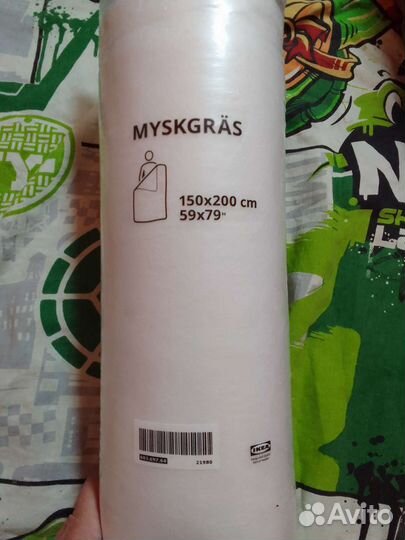 MYSKGRÄS
150x200 cm
59x79"
21980
IKEA
Avito